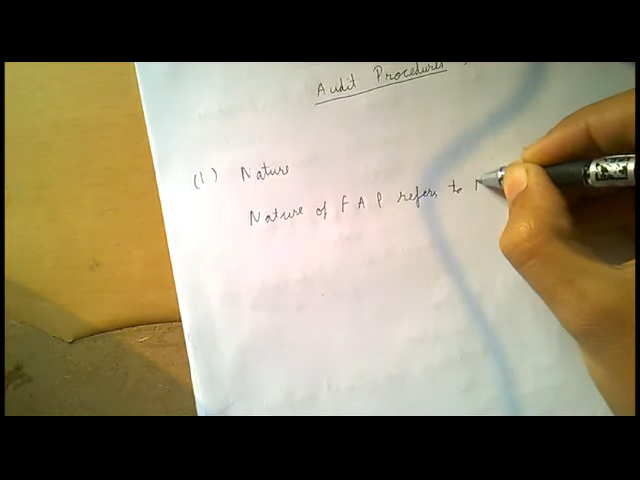 Audit Procedures
(1) Nature
Nature of F A P refers to